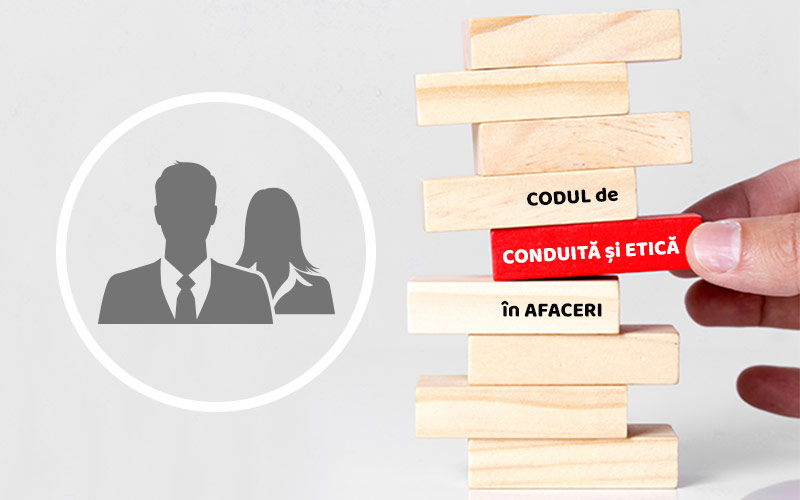 CODUL de
CONDUITĂ și ETICĂ
în AFACERI